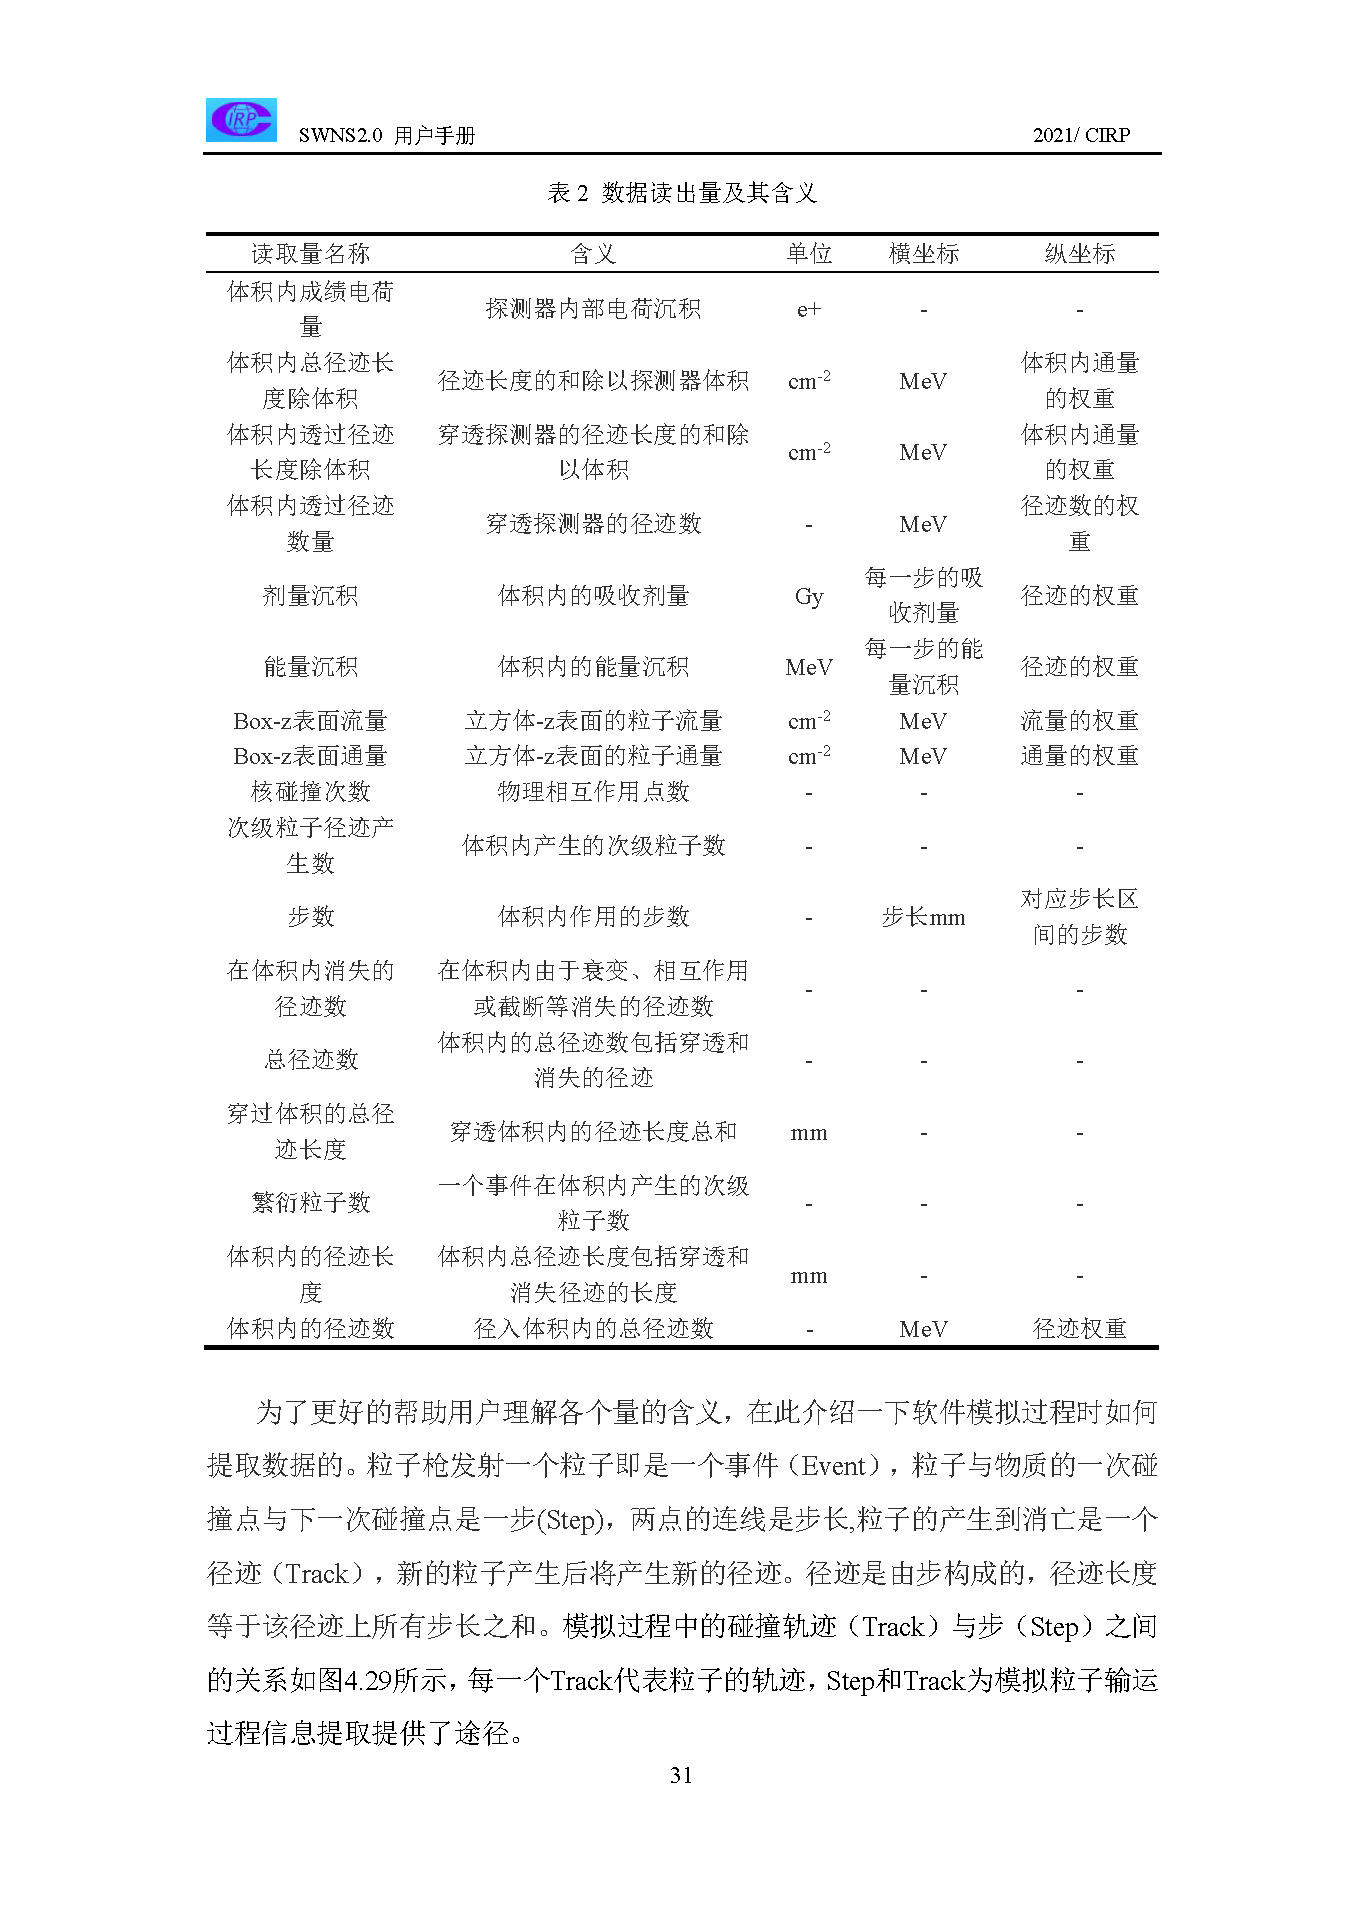 CIRP
SWNS2.0 用户手册 2021/ CIRP
表 2 数据读出量及其含义
读取量名称 含义 单位 横坐标 纵坐标
体积内成绩电荷
量 探测器内部电荷沉积 e+ - -
体积内总径迹长
度除体积 径迹长度的和除以探测器体积 cm-2 MeV 体积内通量
的权重
体积内透过径迹
长度除体积 穿透探测器的径迹长度的和除
以体积 cm-2 MeV 体积内通量
的权重
体积内透过径迹
数量 穿透探测器的径迹数 - MeV 径迹数的权
重
剂量沉积 体积内的吸收剂量 Gy 每一步的吸
收剂量 径迹的权重
能量沉积 体积内的能量沉积 MeV 每一步的能
量沉积 径迹的权重
Box-z表面流量 立方体-z表面的粒子流量 cm-2 MeV 流量的权重
Box-z表面通量 立方体-z表面的粒子通量 cm-2 MeV 通量的权重
核碰撞次数 物理相互作用点数 - - -
次级粒子径迹产
生数 体积内产生的次级粒子数 - - -
步数 体积内作用的步数 - 步长mm 对应步长区
间的步数
在体积内消失的
径迹数 在体积内由于衰变、相互作用
或截断等消失的径迹数 - - -
总径迹数 体积内的总径迹数包括穿透和
消失的径迹 - - -
穿过体积的总径
迹长度 穿透体积内的径迹长度总和 mm - -
繁衍粒子数 一个事件在体积内产生的次级
粒子数 - - -
体积内的径迹长
度 体积内总径迹长度包括穿透和
消失径迹的长度 mm - -
体积内的径迹数 径入体积内的总径迹数 - MeV 径迹权重
为了更好的帮助用户理解各个量的含义，在此介绍一下软件模拟过程时如何
提取数据的。粒子枪发射一个粒子即是一个事件（Event），粒子与物质的一次碰
撞点与下一次碰撞点是一步(Step)，两点的连线是步长,粒子的产生到消亡是一个
径迹（Track），新的粒子产生后将产生新的径迹。径迹是由步构成的，径迹长度
等于该径迹上所有步长之和。模拟过程中的碰撞轨迹（Track）与步（Step）之间
的关系如图4.29所示，每一个Track代表粒子的轨迹，Step和Track为模拟粒子输运
过程信息提取提供了途径。
31